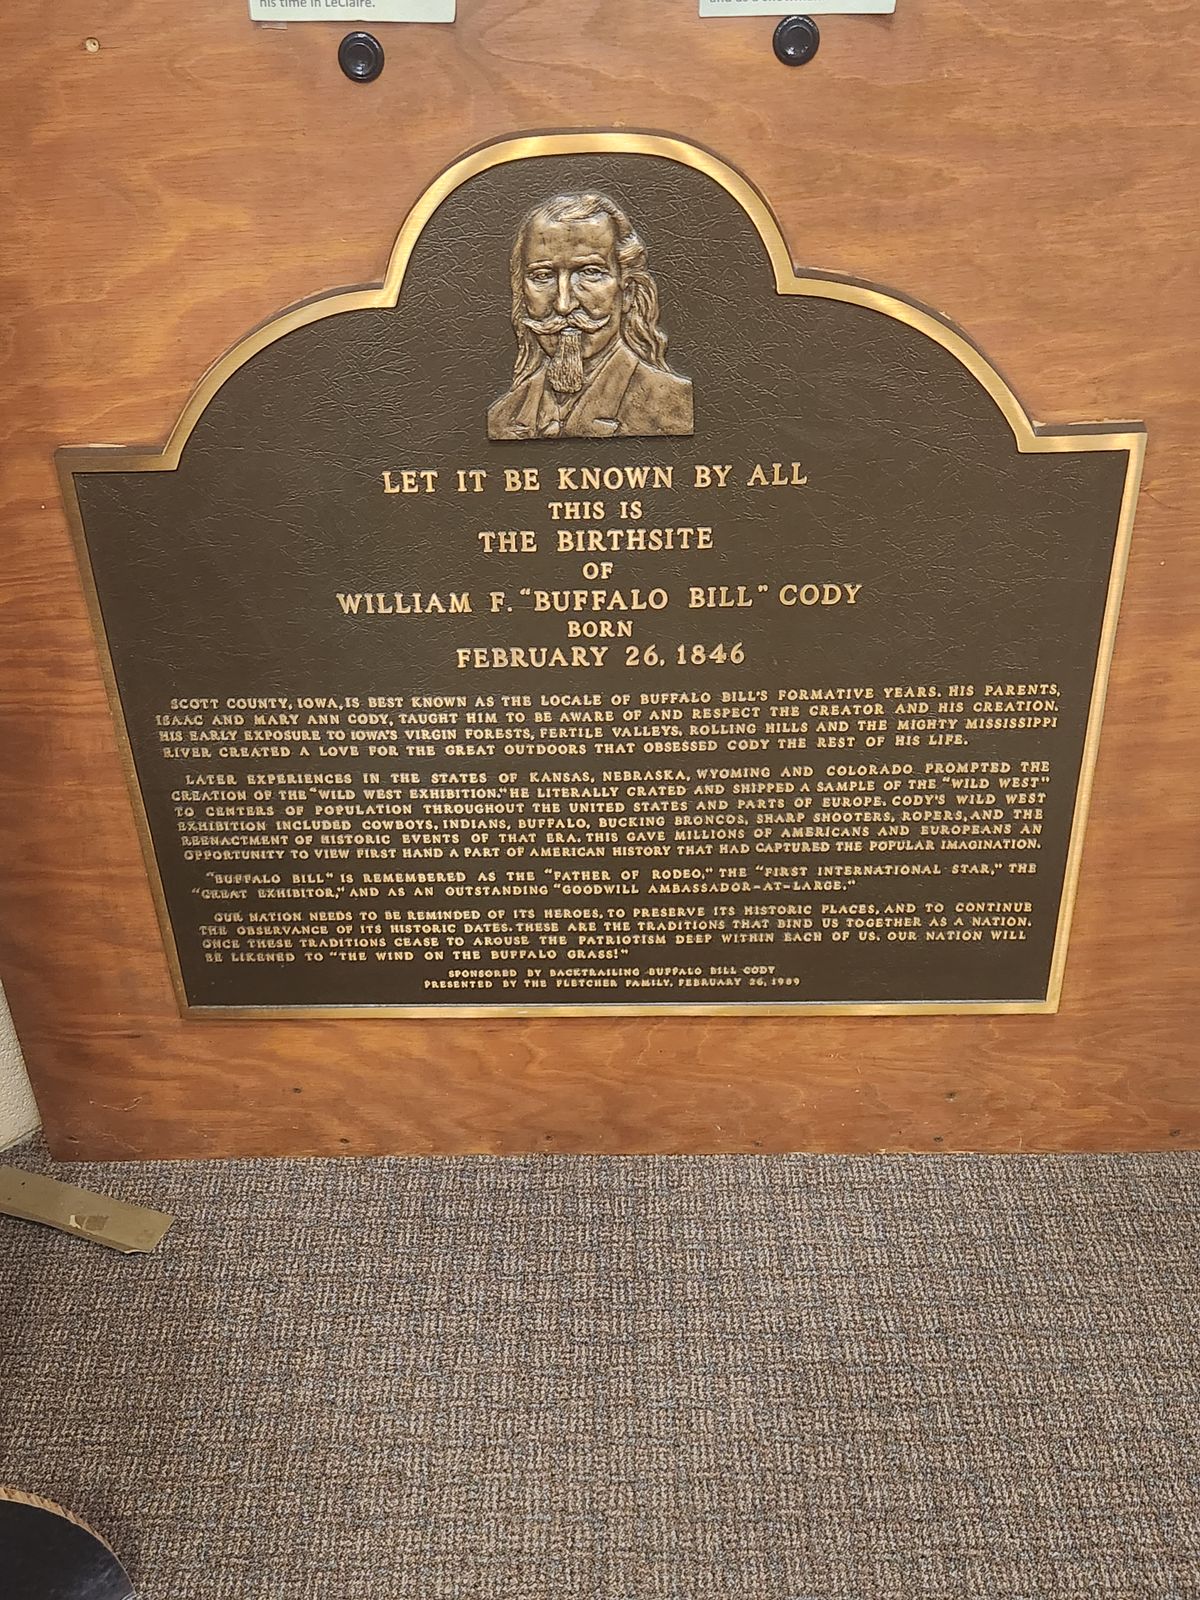 his time in LeClaire.
LET IT BE KNOWN BY ALL
THIS IS
THE BIRTHSITE
OF
WILLIAM F. "BUFFALO BILL" CODY
BORN
FEBRUARY 26, 1846
SCOTT COUNTY, IOWA, IS BEST KNOWN AS THE LOCALE OF BUFFALO BILL'S FORMATIVE YEARS. HIS PARENTS,
ISAAC AND MARY ANN CODY, TAUGHT HIM TO BE AWARE OF AND RESPECT THE CREATOR AND HIS CREATION.
HIS EARLY EXPOSURE TO IOWA'S VIRGIN FORESTS, FERTILE VALLEYS, ROLLING HILLS AND THE MIGHTY MISSISSIPPI
RIVER CREATED A LOVE FOR THE GREAT OUTDOORS THAT OBSESSED CODY THE REST OF HIS LIFE.
LATER EXPERIENCES IN THE STATES OF KANSAS, NEBRASKA, WYOMING AND COLORADO PROMPTED THE
CREATION OF THE "WILD WEST EXHIBITION." HE LITERALLY CRATED AND SHIPPED A SAMPLE OF THE "WILD WEST"
TO CENTERS OF POPULATION THROUGHOUT THE UNITED STATES AND PARTS OF EUROPE. CODY'S WILD WEST
EXHIBITION INCLUDED COWBOYS, INDIANS, BUFFALO, BUCKING BRONCOS, SHARP SHOOTERS, ROPERS, AND THE
REENACTMENT OF HISTORIC EVENTS OF THAT ERA. THIS GAVE MILLIONS OF AMERICANS AND EUROPEANS AN
OPPORTUNITY TO VIEW FIRST HAND A PART OF AMERICAN HISTORY THAT HAD CAPTURED THE POPULAR IMAGINATION.
"BUFFALO BILL" IS REMEMBERED AS THE "FATHER OF RODEO," THE "FIRST INTERNATIONAL STAR," THE
"GREAT EXHIBITOR," AND AS AN OUTSTANDING "GOODWILL AMBASSADOR-AT-LARGE."
OUR NATION NEEDS TO BE REMINDED OF ITS HEROES, TO PRESERVE ITS HISTORIC PLACES, AND TO CONTINUE
THE OBSERVANCE OF ITS HISTORIC DATES. THESE ARE THE TRADITIONS THAT BIND US TOGETHER AS A NATION.
ONCE THESE TRADITIONS CEASE TO AROUSE THE PATRIOTISM DEEP WITHIN EACH OF US, OUR NATION WILL
BE LIKENED TO "THE WIND ON THE BUFFALO GRASS!"
SPONSORED BY BACKTRAILING BUFFALO BILL CODY
PRESENTED BY THE FLETCHER FAMILY, FEBRUARY 26, 1989